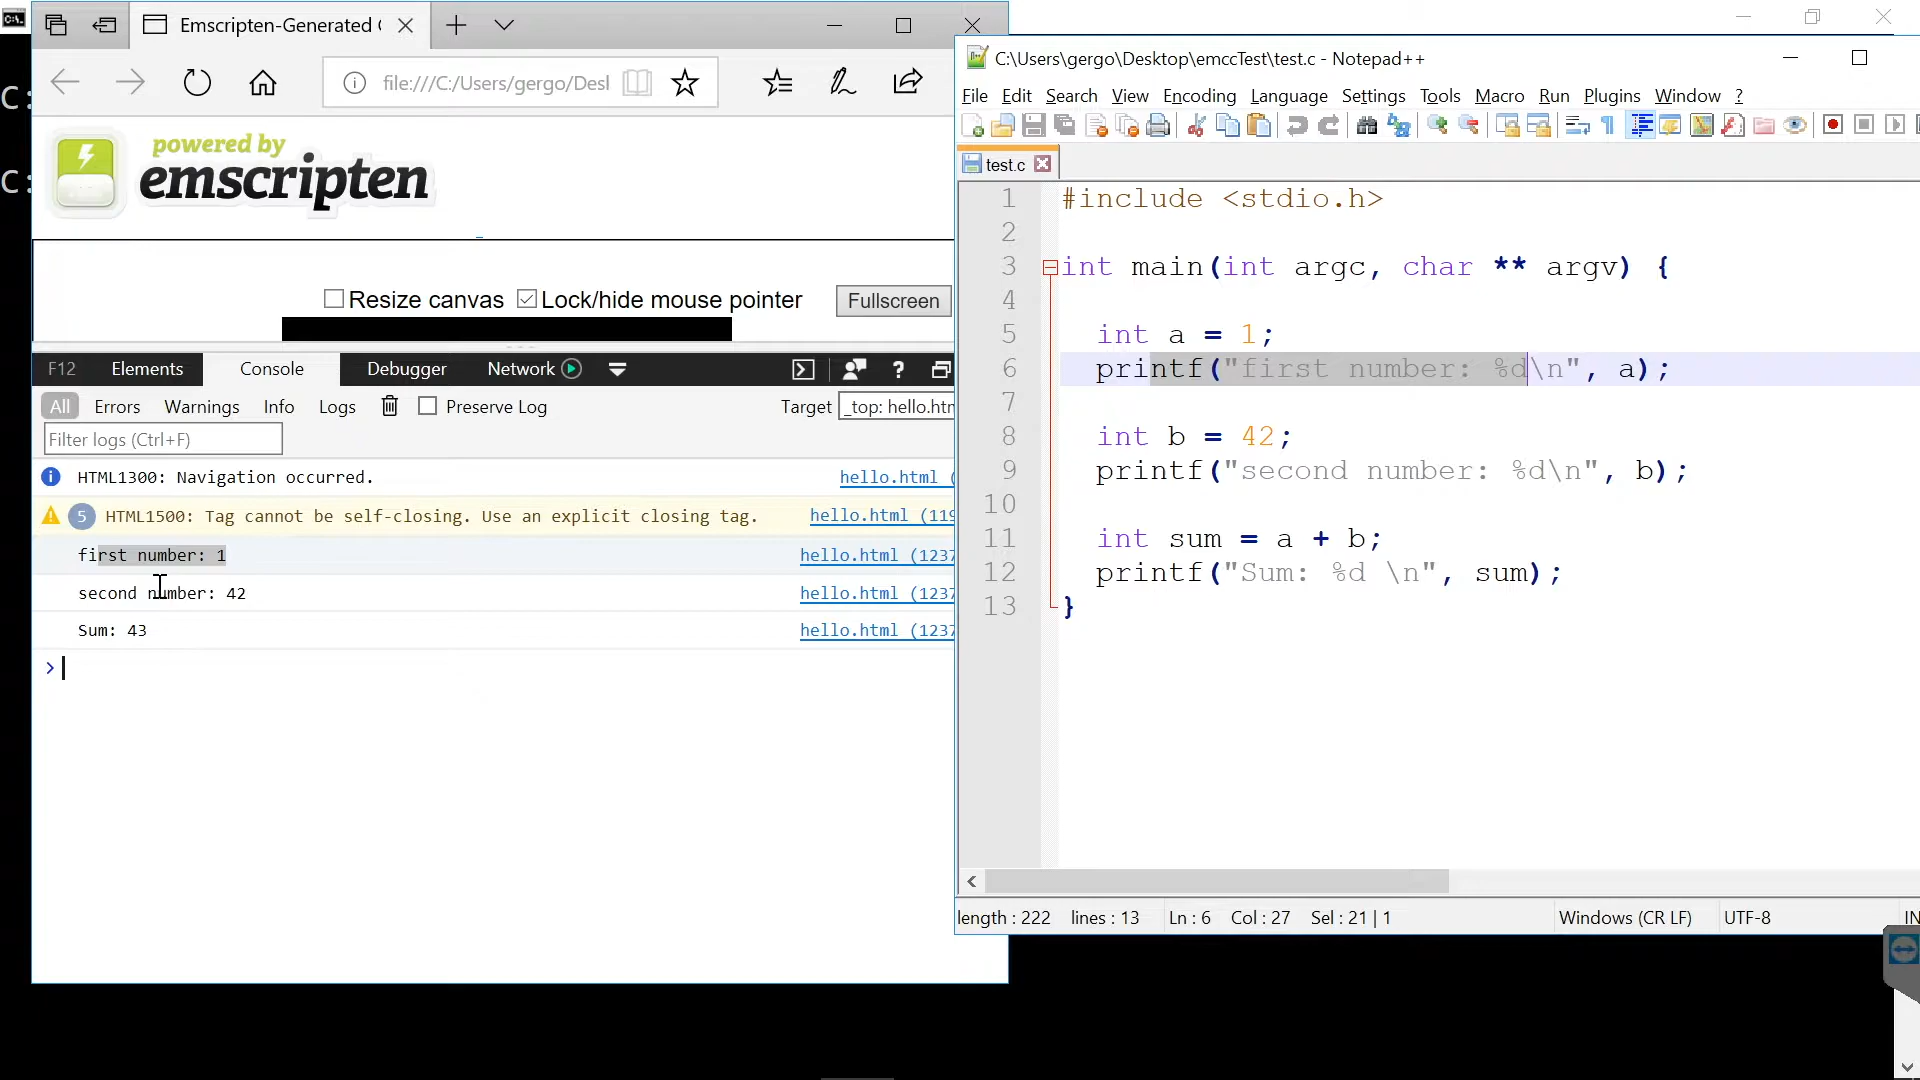 Emscripten-Generated
file:///C:/Users/gergo/Desl
powered by
emscripten
Resize canvas
Lock/hide mouse pointer
Fullscreen
F12 Elements Console Debugger Network ?
All Errors Warnings Info Logs Preserve Log Target _top: hello.htm
Filter logs (Ctrl+F)
HTML1300: Navigation occurred. hello.html (
5 HTML1500: Tag cannot be self-closing. Use an explicit closing tag. hello.html (119
first number: 1 hello.html (1237
second number: 42 hello.html (1237
Sum: 43 hello.html (1237
>
C:
C:
C:\Users\gergo\Desktop\emccTest\test.c - Notepad++
File Edit Search View Encoding Language Settings Tools Macro Run Plugins Window ?
test.c
1 #include <stdio.h>
2
3 int main(int argc, char ** argv) {
4
5 int a = 1;
6 printf("first number: %d\n", a);
7
8 int b = 42;
9 printf("second number: %d\n", b);
10
11 int sum = a + b;
12 printf("Sum: %d \n", sum);
13 }
length : 222 lines : 13 Ln : 6 Col : 27 Sel : 21 | 1 Windows (CR LF) UTF-8 IN